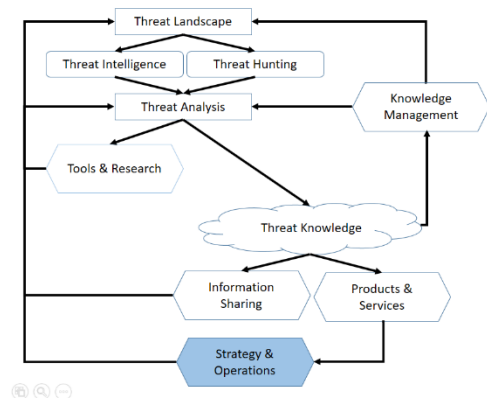 Threat Landscape
Threat Intelligence
Threat Hunting
Threat Analysis
Knowledge
Management
Tools & Research
Threat Knowledge
Information
Sharing
Products &
Services
Strategy &
Operations